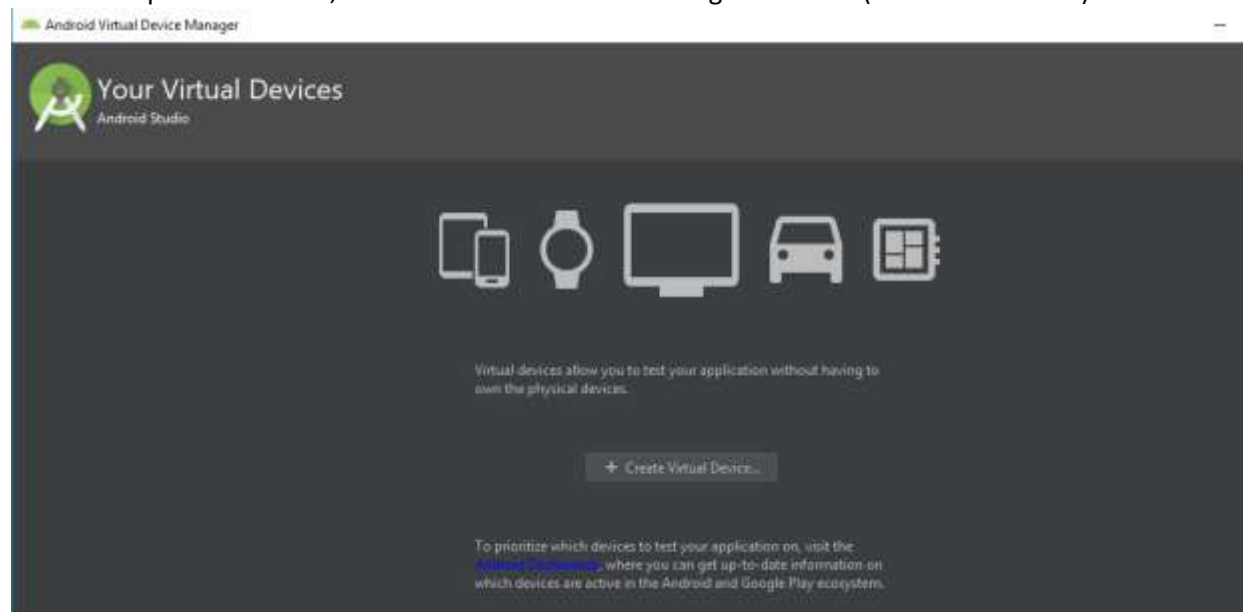 Android Virtual Device Manager
Your Virtual Devices
Android Studio
Virtual devices allow you to test your application without having to
own the physical devices.
+ Create Virtual Device...
To prioritize which devices to test your application on, visit the
Android Dashboards, where you can get up-to-date information on
which devices are active in the Android and Google Play ecosystem.